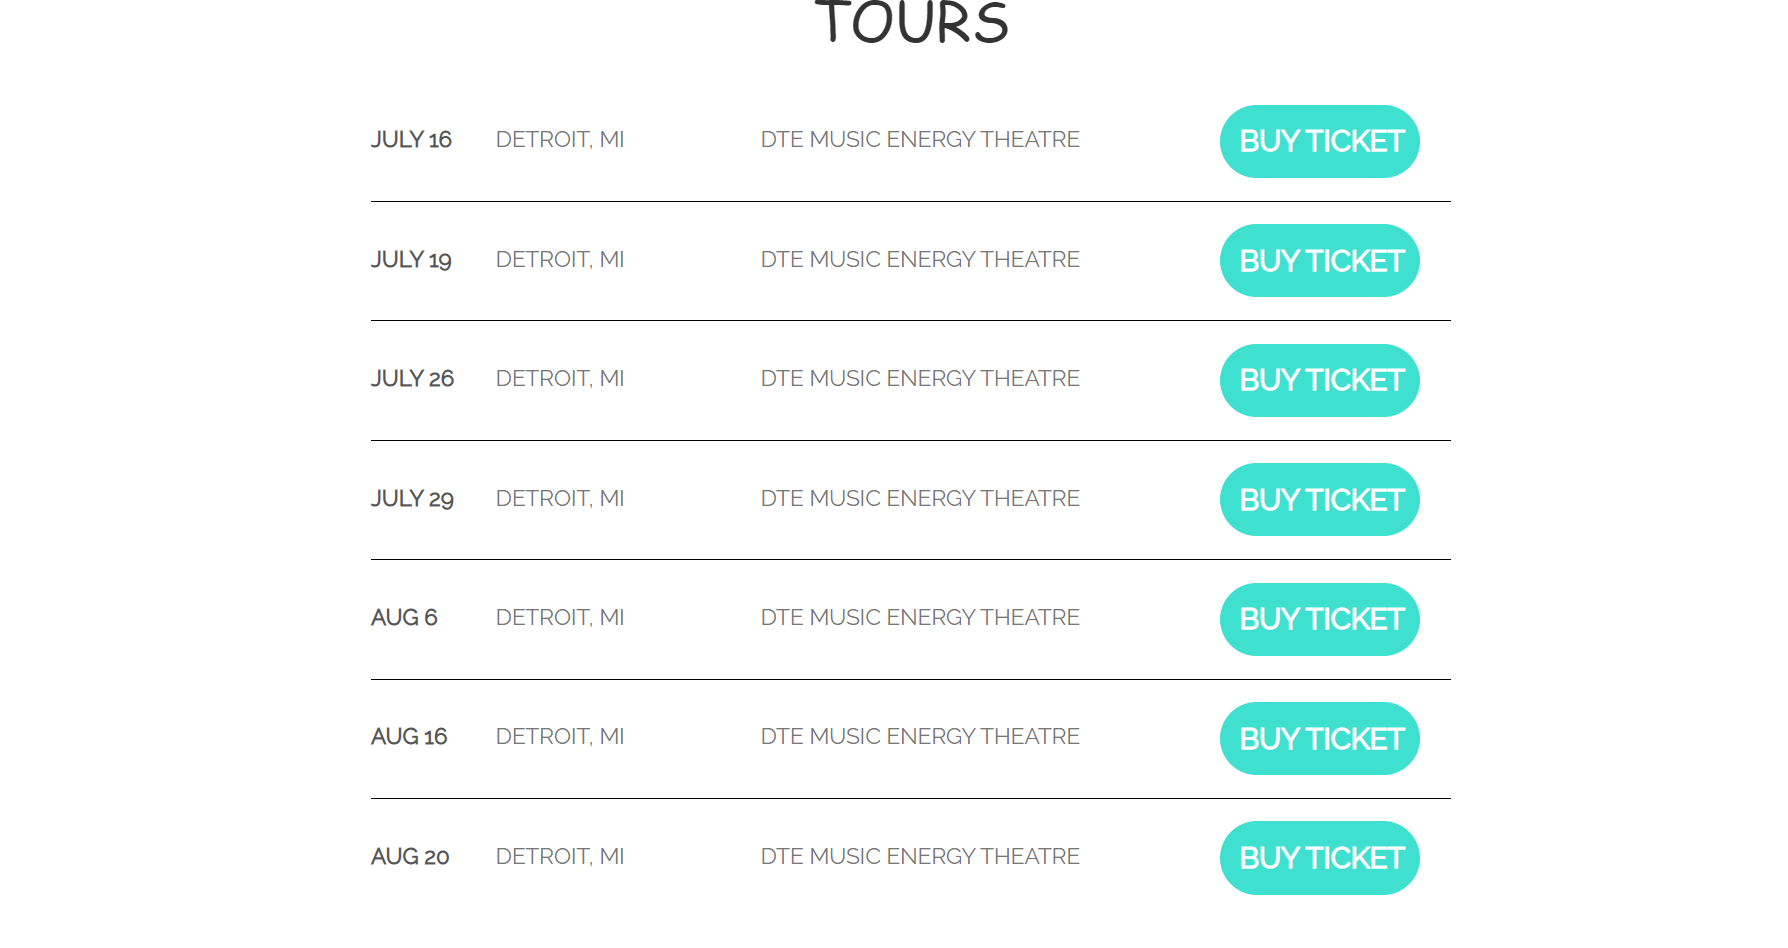 TOURS
JULY 16 DETROIT, MI DTE MUSIC ENERGY THEATRE BUY TICKET
JULY 19 DETROIT, MI DTE MUSIC ENERGY THEATRE BUY TICKET
JULY 26 DETROIT, MI DTE MUSIC ENERGY THEATRE BUY TICKET
JULY 29 DETROIT, MI DTE MUSIC ENERGY THEATRE BUY TICKET
AUG 6 DETROIT, MI DTE MUSIC ENERGY THEATRE BUY TICKET
AUG 16 DETROIT, MI DTE MUSIC ENERGY THEATRE BUY TICKET
AUG 20 DETROIT, MI DTE MUSIC ENERGY THEATRE BUY TICKET